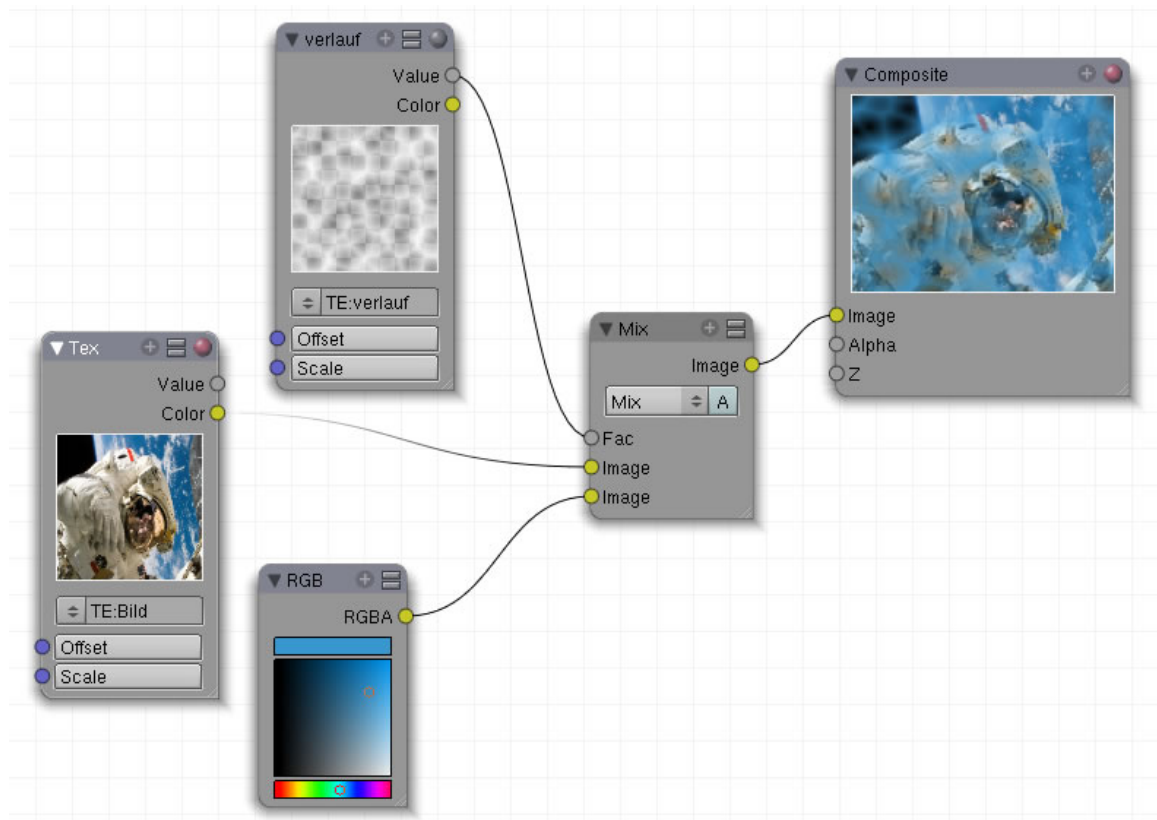 verlauf
Value
Color
TE:verlauf
Offset
Scale
Tex
Value
Color
TE:Bild
Offset
Scale
RGB
RGBA
Mix
Image
Mix
A
Fac
Image
Image
Composite
Image
Alpha
Z